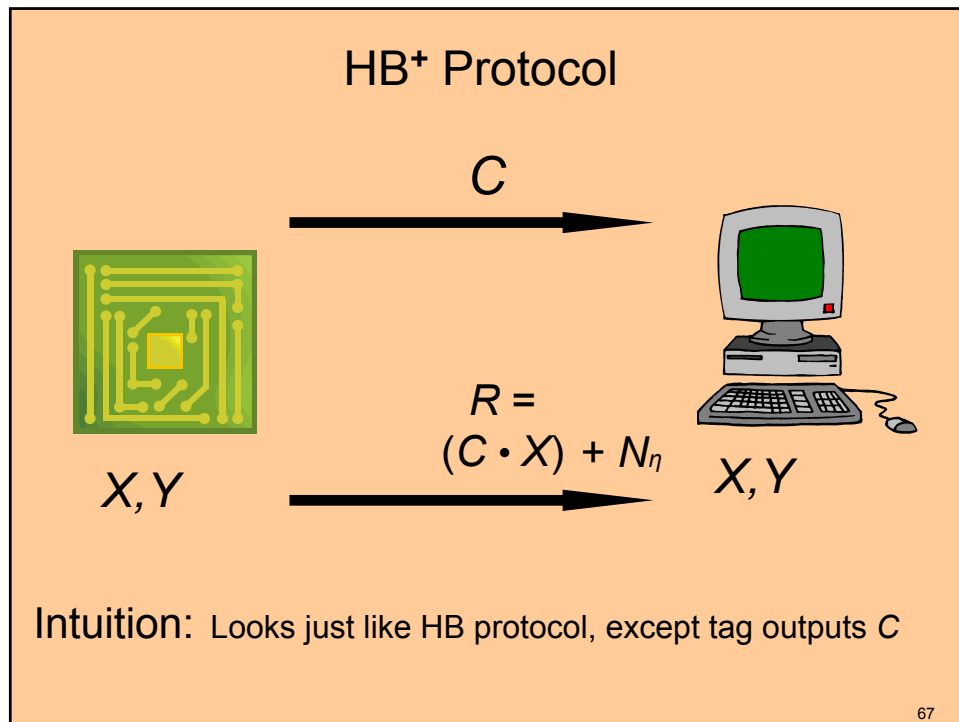 HB⁺ Protocol
C
R =
(C • X) + Nη
X,Y
X,Y
Intuition: Looks just like HB protocol, except tag outputs C
67